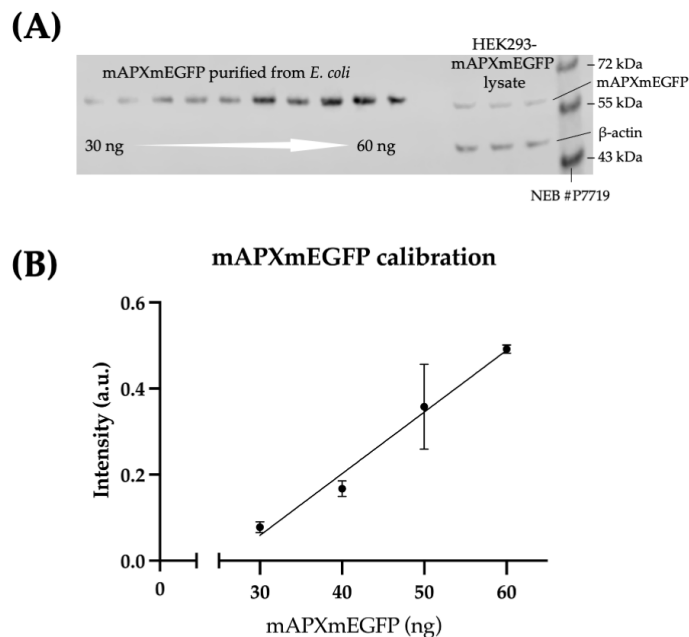 (A)
mAPXmEGFP purified from E. coli
30 ng
60 ng
HEK293-
mAPXmEGFP
lysate
72 kDa
mAPXmEGFP
55 kDa
β-actin
43 kDa
NEB #P7719
(B)
mAPXmEGFP calibration
Intensity (a.u.)
0.6
0.4
0.2
0.0
0 30 40 50 60
mAPXmEGFP (ng)